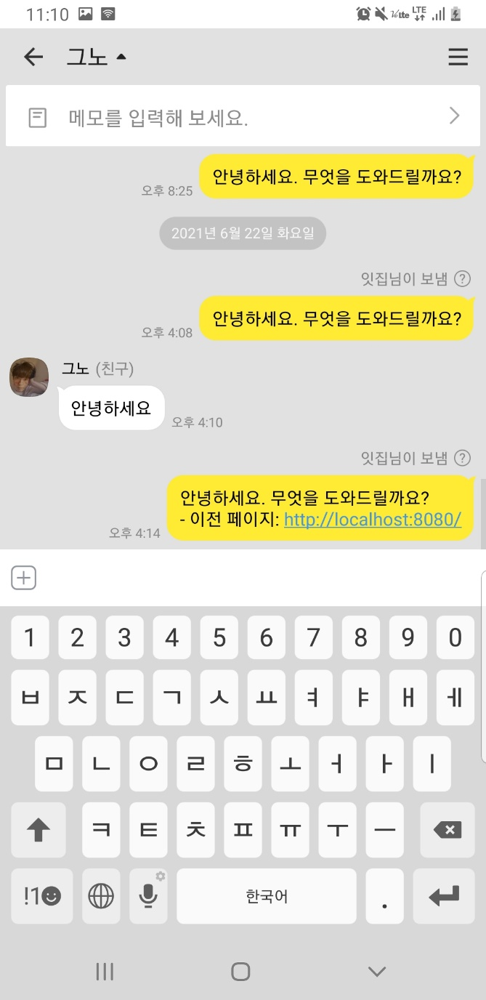 11:10 Vo LTE LTE
그노
메모를 입력해 보세요.
안녕하세요. 무엇을 도와드릴까요?
오후 8:25
2021년 6월 22일 화요일
잇집님이 보냄 ?
안녕하세요. 무엇을 도와드릴까요?
오후 4:08
그노 (친구)
안녕하세요
오후 4:10
잇집님이 보냄 ?
안녕하세요. 무엇을 도와드릴까요?
- 이전 페이지: http://localhost:8080/
오후 4:14
1 2 3 4 5 6 7 8 9 0
ㅂ ㅈ ㄷ ㄱ ㅅ ㅛ ㅕ ㅑ ㅐ ㅔ
ㅁ ㄴ ㅇ ㄹ ㅎ ㅗ ㅓ ㅏ ㅣ
ㅋ ㅌ ㅊ ㅍ ㅠ ㅜ ㅡ
!1 한국어 .